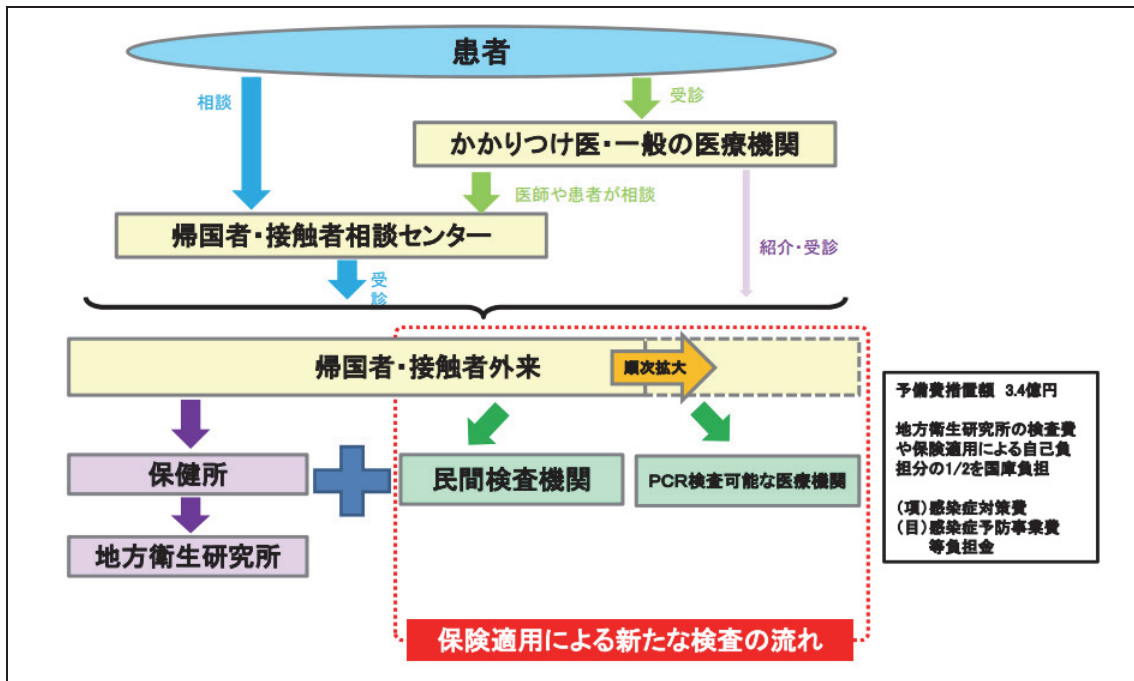 患者
相談
受診
かかりつけ医・一般の医療機関
医師や患者が相談
帰国者・接触者相談センター
紹介・受診
受
診
帰国者・接触者外来
順次拡大
保健所
民間検査機関
PCR検査可能な医療機関
地方衛生研究所
予備費措置額 3.4億円
地方衛生研究所の検査費
や保険適用による自己負
担分の1/2を国庫負担
(項)感染症対策費
(目)感染症予防事業費
等負担金
保険適用による新たな検査の流れ